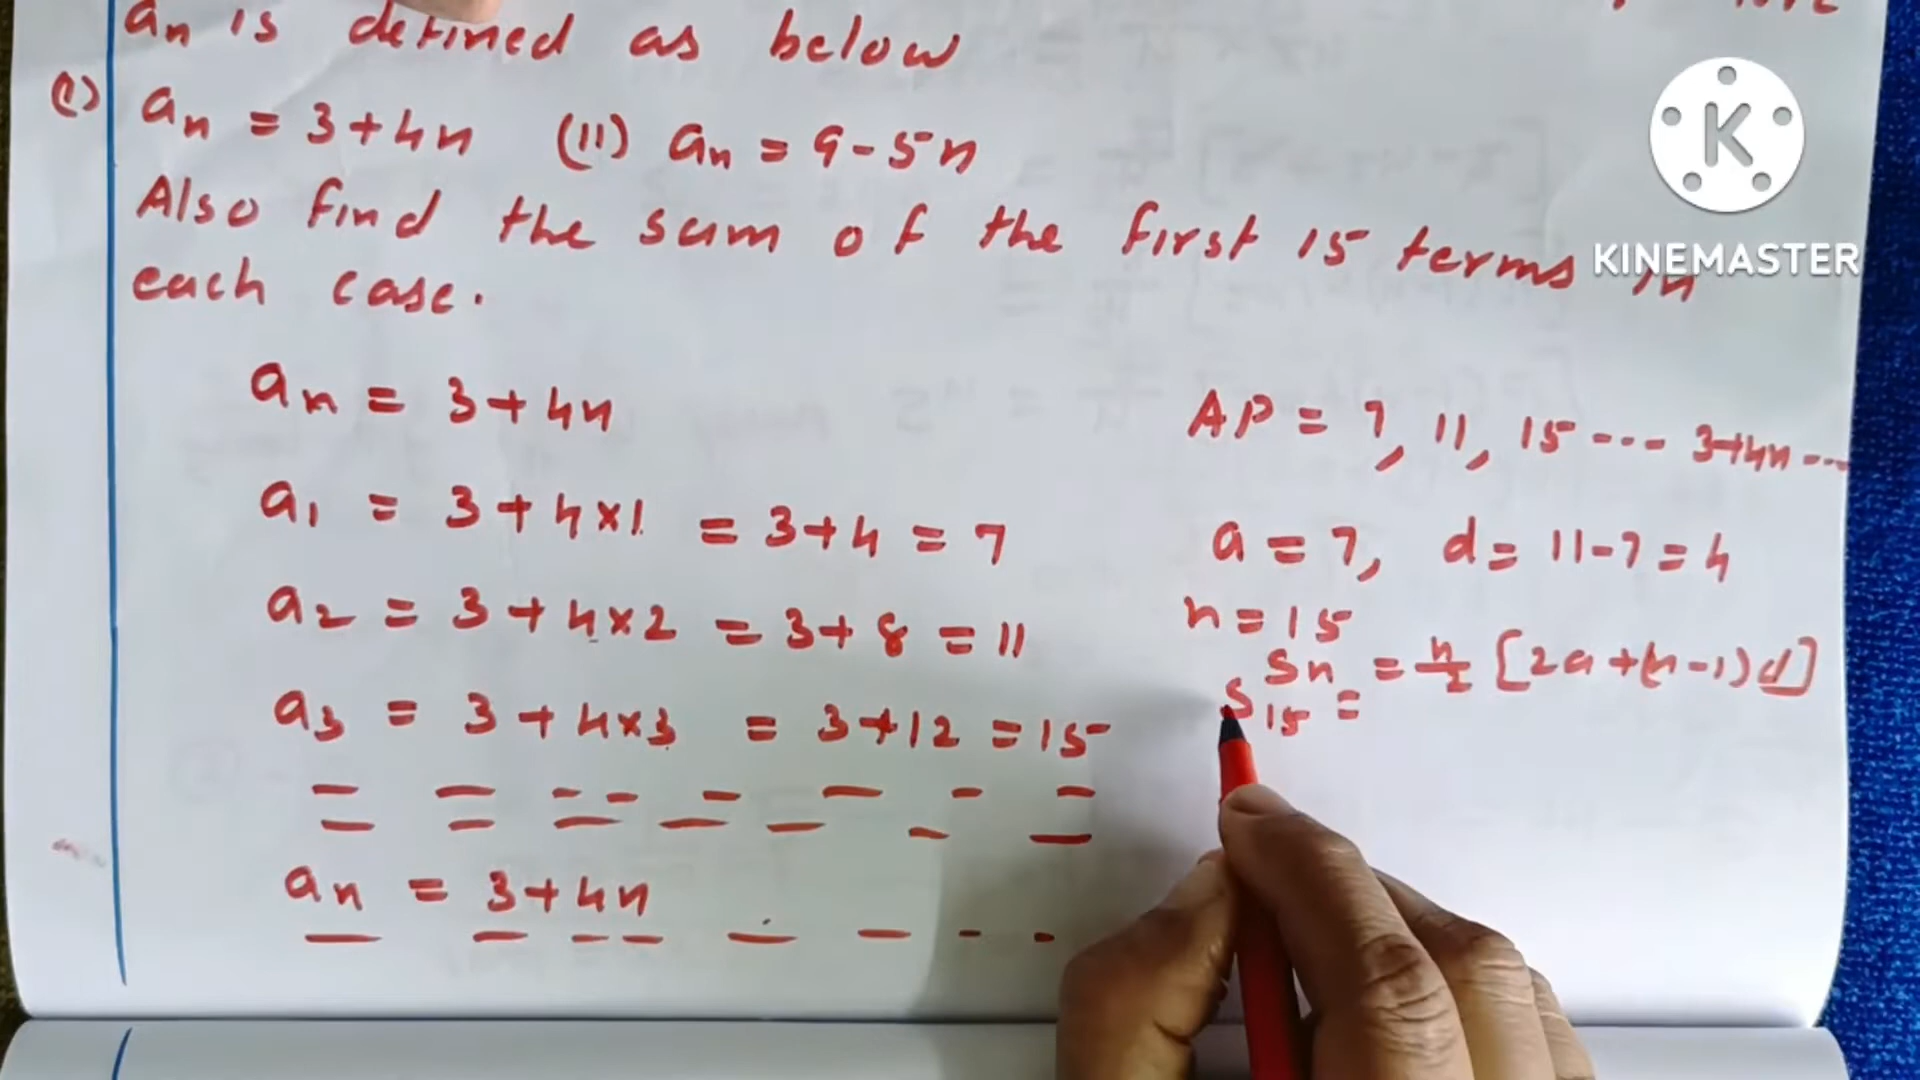 an is defined as below
(I) an = 3+4n (II) an = 9-5n
Also find the sum of the first 15 terms in
each case.
an = 3+4n
a1 = 3+4×1 = 3+4 = 7
a2 = 3+4×2 = 3+8 = 11
a3 = 3+4×3 = 3+12 = 15
an = 3+4n
AP = 7, 11, 15 --- 3+4n ---
a = 7, d = 11-7 = 4
n = 15
Sn = n/2 [2a+(n-1)d]
S15 =
K
KINEMASTER